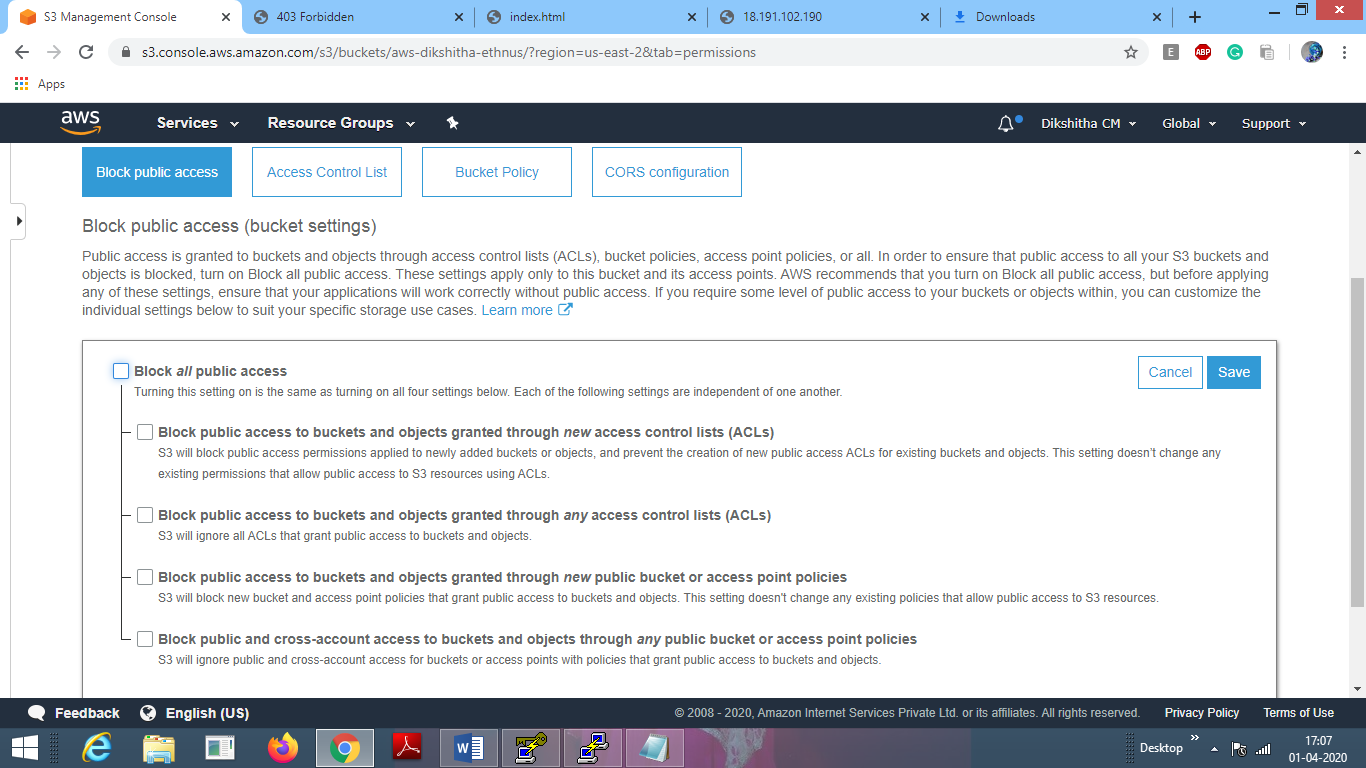 S3 Management Console
403 Forbidden
index.html
18.191.102.190
Downloads
s3.console.aws.amazon.com/s3/buckets/aws-dikshitha-ethnus/?region=us-east-2&tab=permissions
E
ABP
G
Apps
aws
Services
Resource Groups
Dikshitha CM
Global
Support
Block public access
Access Control List
Bucket Policy
CORS configuration
Block public access (bucket settings)
Public access is granted to buckets and objects through access control lists (ACLs), bucket policies, access point policies, or all. In order to ensure that public access to all your S3 buckets and
objects is blocked, turn on Block all public access. These settings apply only to this bucket and its access points. AWS recommends that you turn on Block all public access, but before applying
any of these settings, ensure that your applications will work correctly without public access. If you require some level of public access to your buckets or objects within, you can customize the
individual settings below to suit your specific storage use cases. Learn more
Block all public access
Cancel
Save
Turning this setting on is the same as turning on all four settings below. Each of the following settings are independent of one another.
Block public access to buckets and objects granted through new access control lists (ACLs)
S3 will block public access permissions applied to newly added buckets or objects, and prevent the creation of new public access ACLs for existing buckets and objects. This setting doesn't change any
existing permissions that allow public access to S3 resources using ACLs.
Block public access to buckets and objects granted through any access control lists (ACLs)
S3 will ignore all ACLs that grant public access to buckets and objects.
Block public access to buckets and objects granted through new public bucket or access point policies
S3 will block new bucket and access point policies that grant public access to buckets and objects. This setting doesn't change any existing policies that allow public access to S3 resources.
Block public and cross-account access to buckets and objects through any public bucket or access point policies
S3 will ignore public and cross-account access for buckets or access points with policies that grant public access to buckets and objects.
Feedback
English (US)
© 2008 - 2020, Amazon Internet Services Private Ltd. or its affiliates. All rights reserved.
Privacy Policy
Terms of Use
Desktop
17:07
01-04-2020